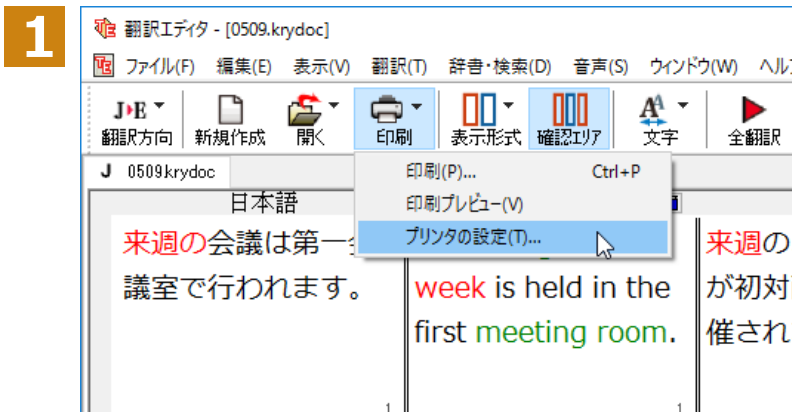 1
翻訳エディタ - [0509.krydoc]
ファイル(F) 編集(E) 表示(V) 翻訳(T) 辞書・検索(D) 音声(S) ウィンドウ(W) ヘル
J▸E
翻訳方向 新規作成 開く 印刷 表示形式 確認エリア 文字 全翻訳
J 0509.krydoc
印刷(P)... Ctrl+P
印刷プレビュー(V)
プリンタの設定(T)...
日本語
来週の会議は第一会
議室で行われます。
1
week is held in the
first meeting room.
1
来週の
が初対
催され